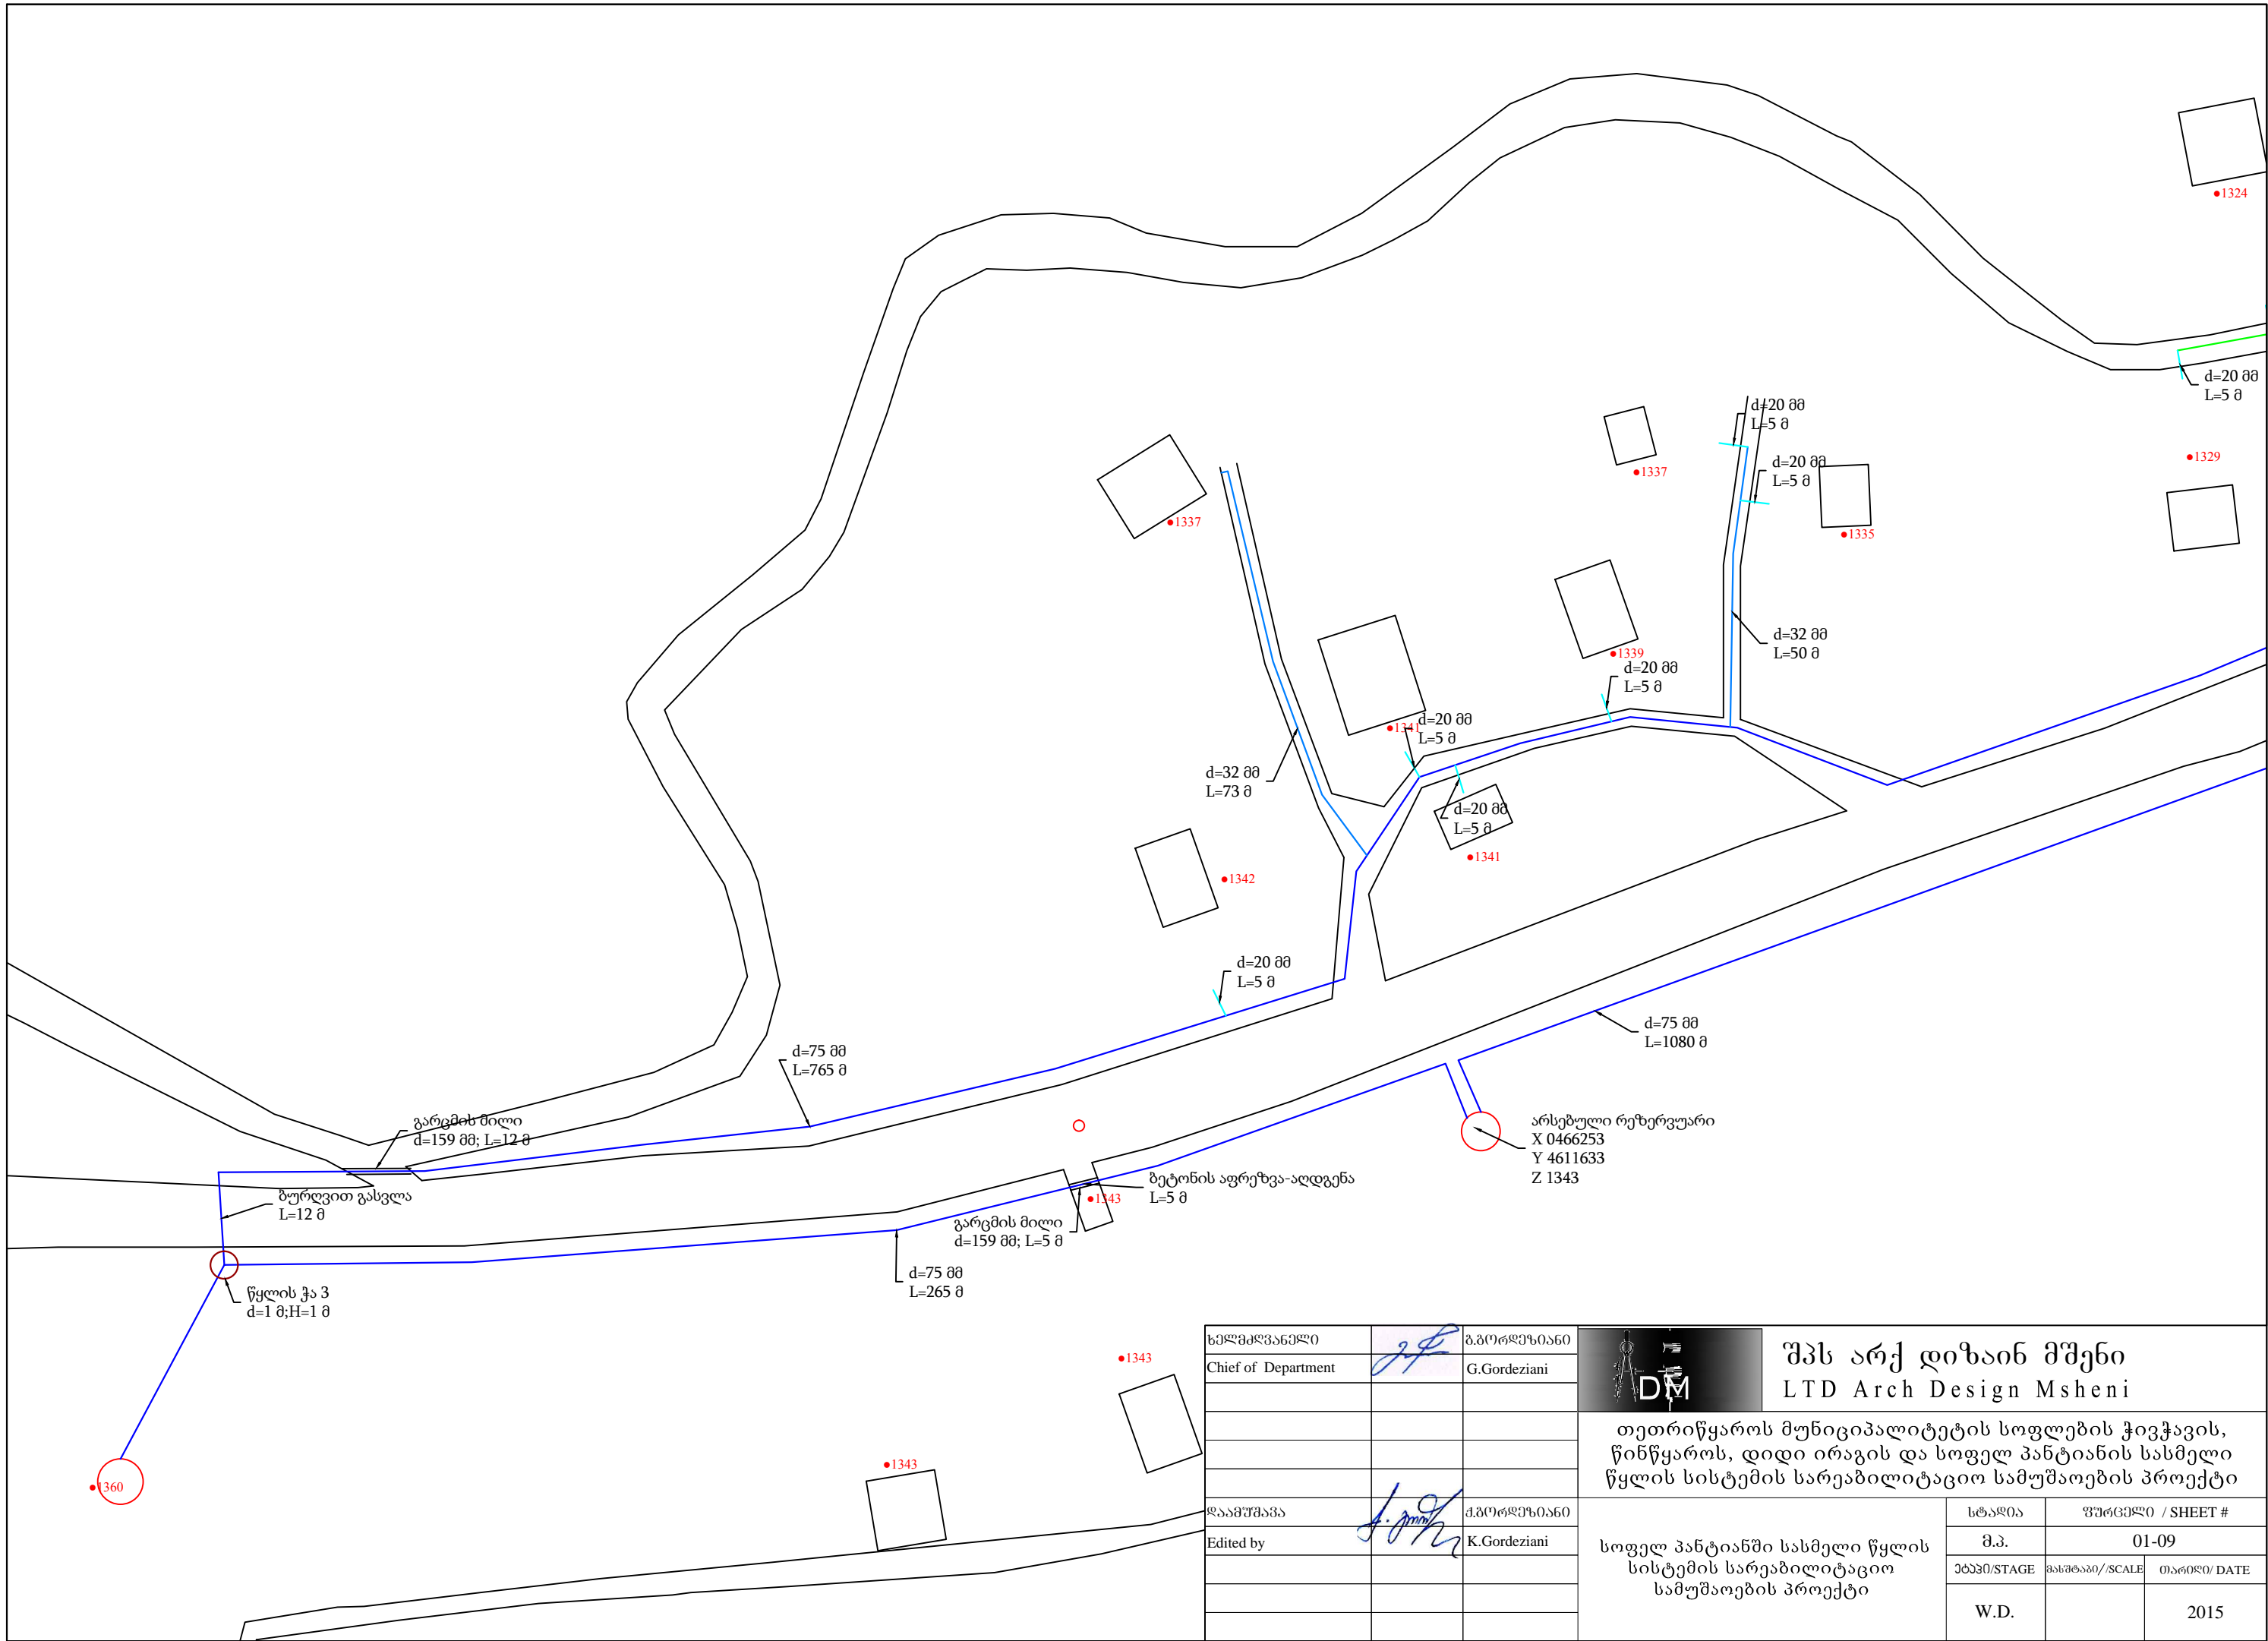 1324
d=20 მმ
L=5 მ
1329
d=20 მმ
L=5 მ
d=20 მმ
L=5 მ
1337
1335
1337
d=32 მმ
L=50 მ
1339
d=20 მმ
L=5 მ
1341
d=20 მმ
L=5 მ
d=32 მმ
L=73 მ
d=20 მმ
L=5 მ
1341
1342
d=20 მმ
L=5 მ
d=75 მმ
L=1080 მ
d=75 მმ
L=765 მ
გარცმის მილი
d=159 მმ; L=12 მ
არსებული რეზერვუარი
X 0466253
Y 4611633
Z 1343
ბურღვით გასვლა
L=12 მ
ბეტონის აფრეზვა-აღდგენა
L=5 მ
1343
გარცმის მილი
d=159 მმ; L=5 მ
d=75 მმ
L=265 მ
წყლის ჭა 3
d=1 მ;H=1 მ
1343
1343
1360
ხელმძღვანელი
გ.გორდეზიანი
Chief of Department
G.Gordeziani
დაამუშავა
ქ.გორდეზიანი
Edited by
K.Gordeziani
DM
შპს არქ დიზაინ მშენი
LTD Arch Design Msheni
თეთრიწყაროს მუნიციპალიტეტის სოფლების ჭივჭავის,
წინწყაროს, დიდი ირაგის და სოფელ პანტიანის სასმელი
წყლის სისტემის სარეაბილიტაციო სამუშაოების პროექტი
სოფელ პანტიანში სასმელი წყლის
სისტემის სარეაბილიტაციო
სამუშაოების პროექტი
სტადია
ფურცელი / SHEET #
მ.პ.
01-09
ეტაპი/STAGE
მასშტაბი//SCALE
თარიღი/ DATE
W.D.
2015